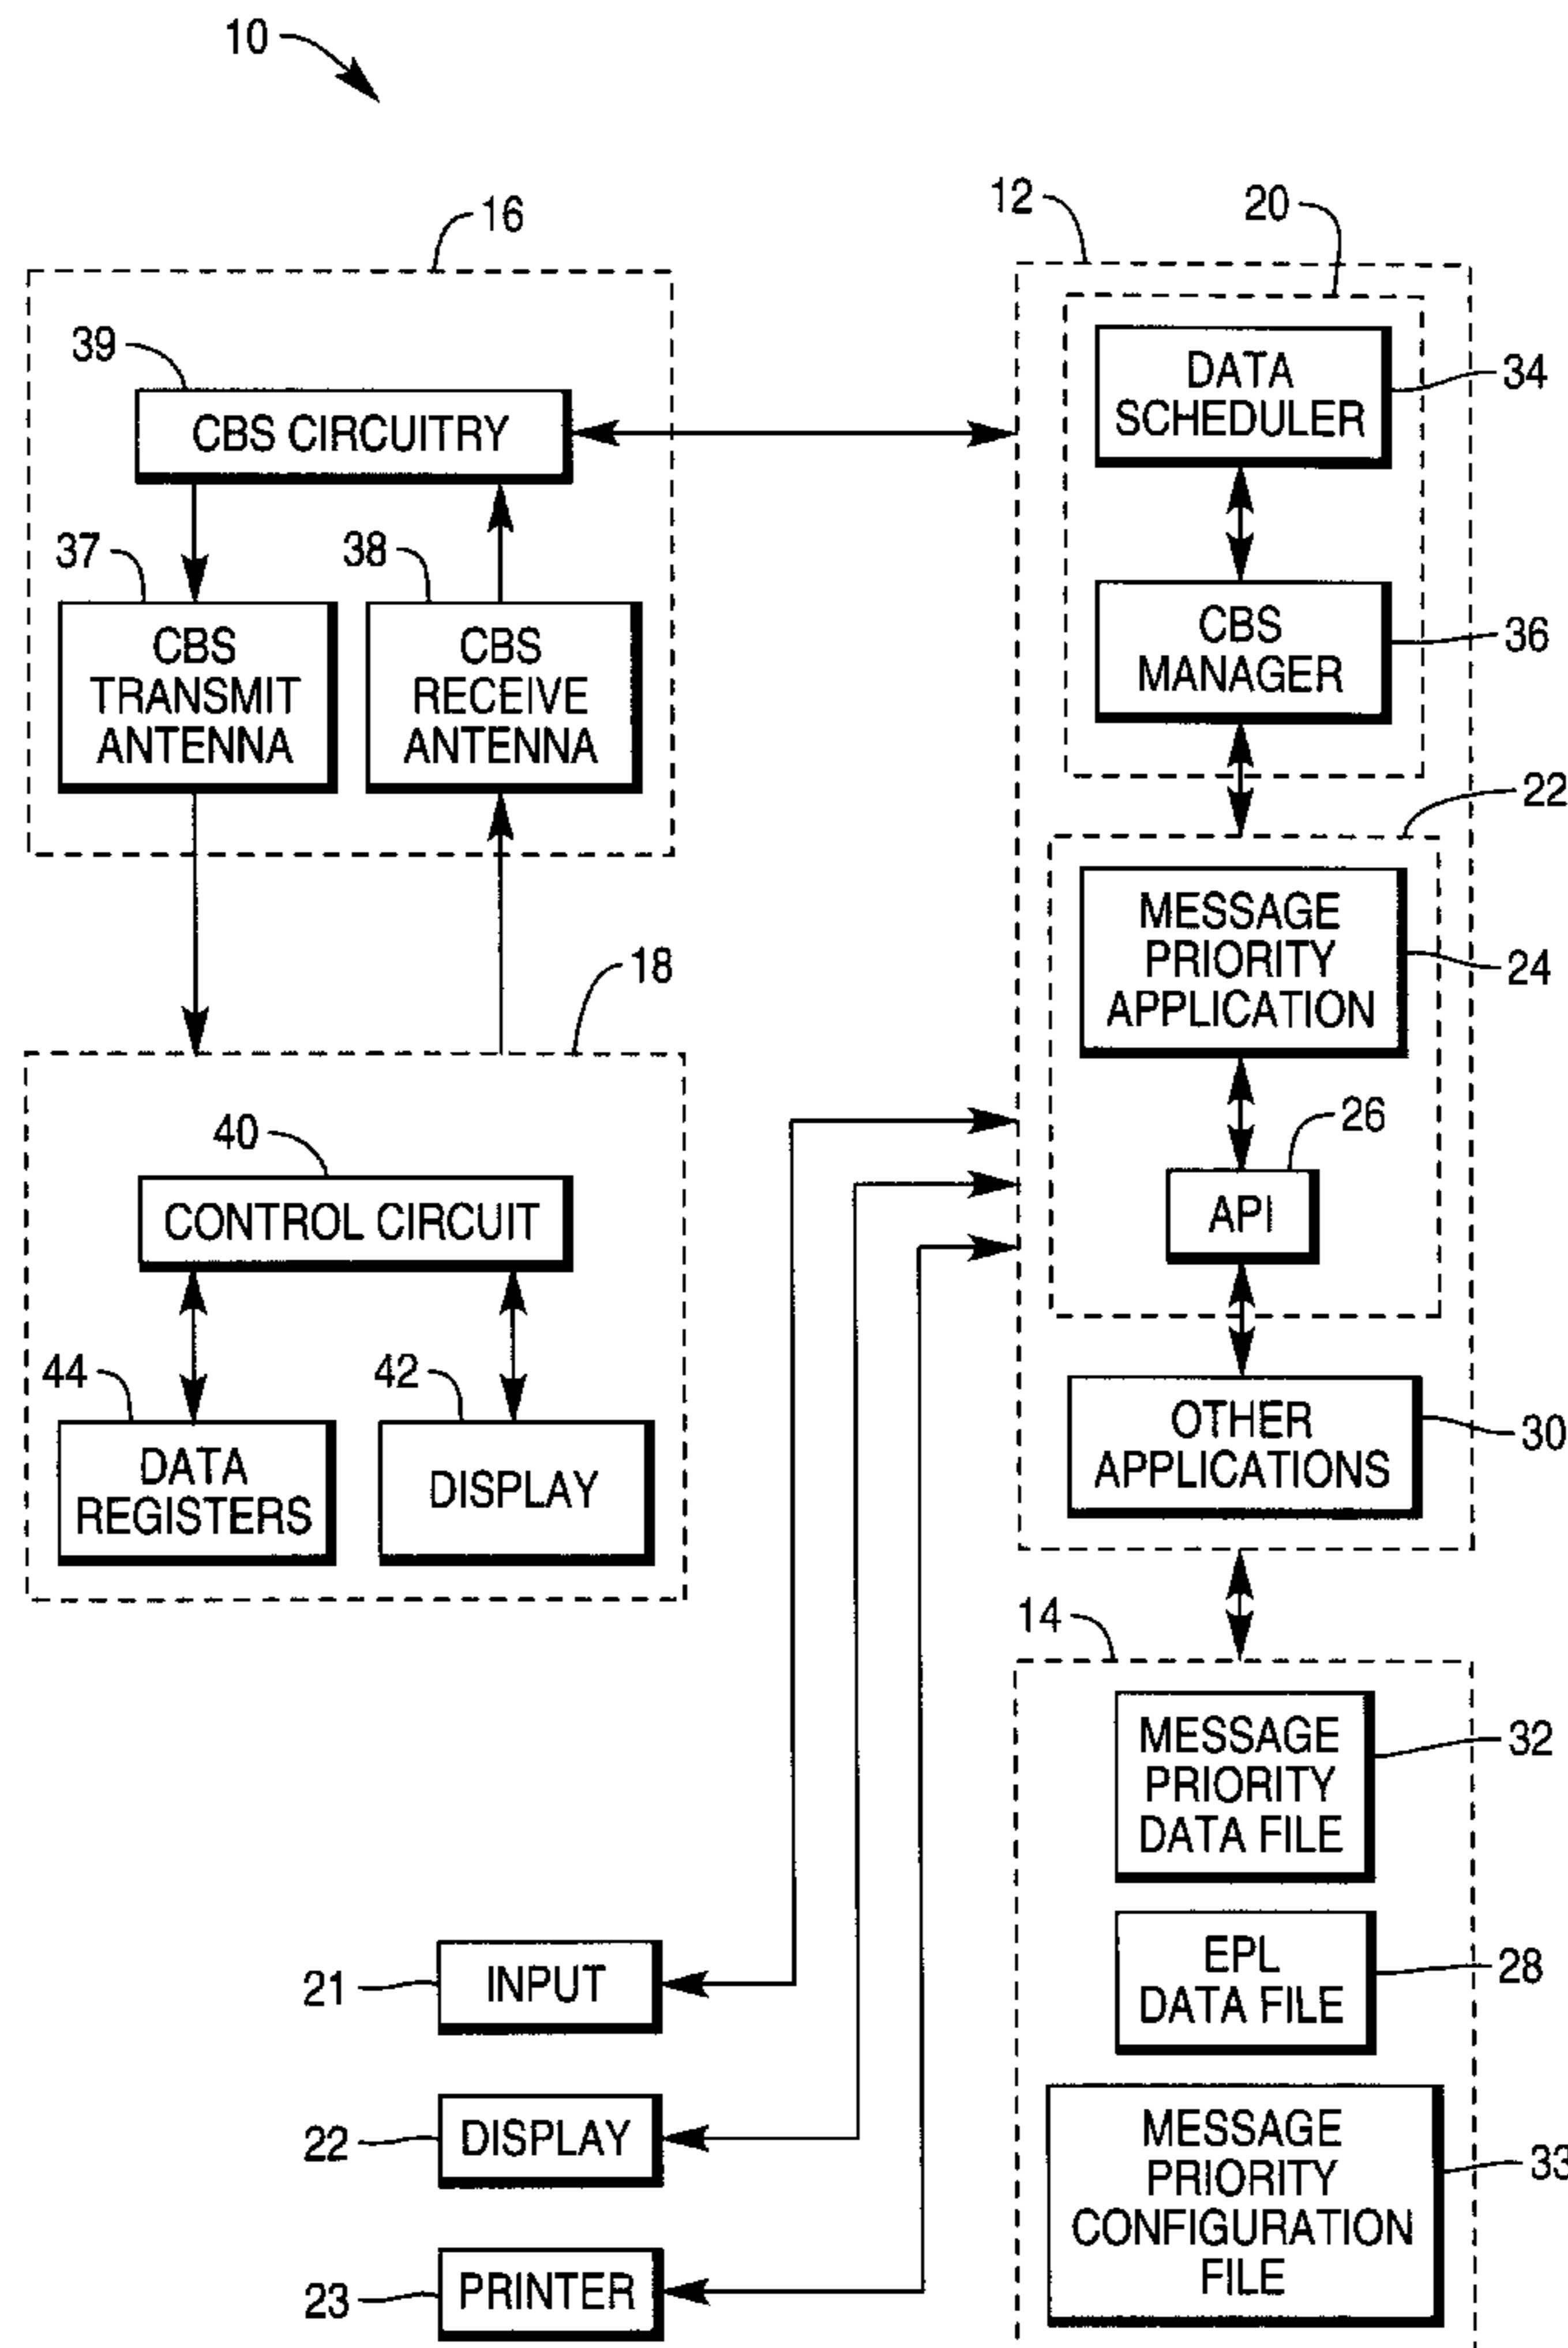 10
16
12
20
39
CBS CIRCUITRY
DATA
SCHEDULER
34
37
38
CBS
TRANSMIT
ANTENNA
CBS
RECEIVE
ANTENNA
CBS
MANAGER
36
22
MESSAGE
PRIORITY
APPLICATION
24
18
40
CONTROL CIRCUIT
26
API
44
42
DATA
REGISTERS
DISPLAY
OTHER
APPLICATIONS
30
14
MESSAGE
PRIORITY
DATA FILE
32
21
INPUT
EPL
DATA FILE
28
22
DISPLAY
MESSAGE
PRIORITY
CONFIGURATION
FILE
33
23
PRINTER